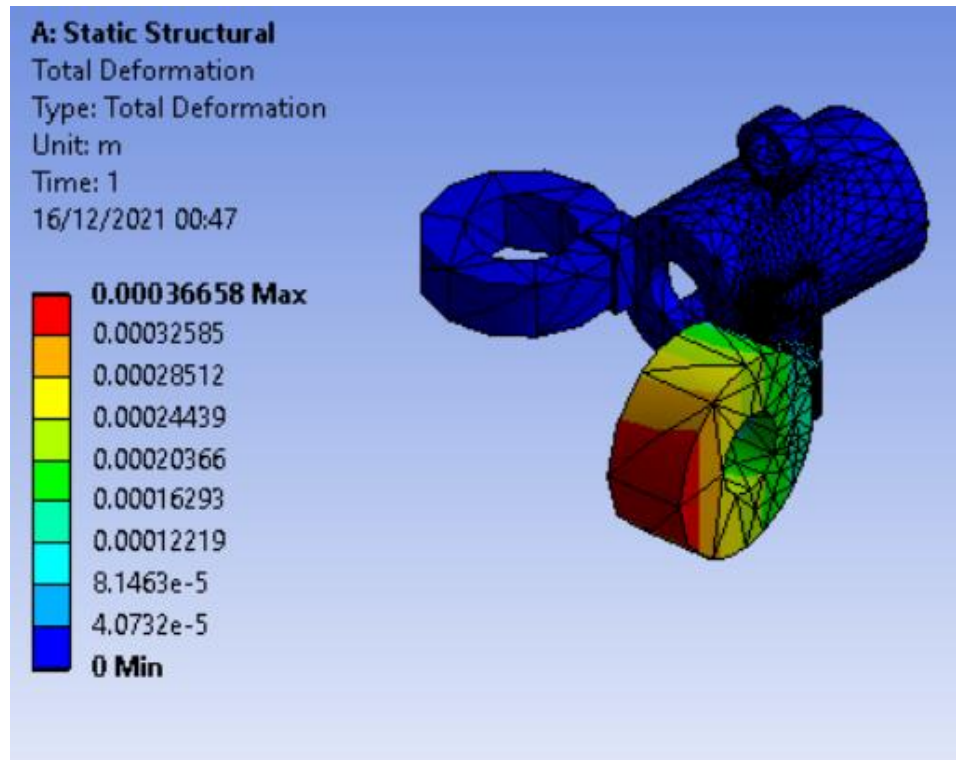 A: Static Structural
Total Deformation
Type: Total Deformation
Unit: m
Time: 1
16/12/2021 00:47
0.00036658 Max
0.00032585
0.00028512
0.00024439
0.00020366
0.00016293
0.00012219
8.1463e-5
4.0732e-5
0 Min